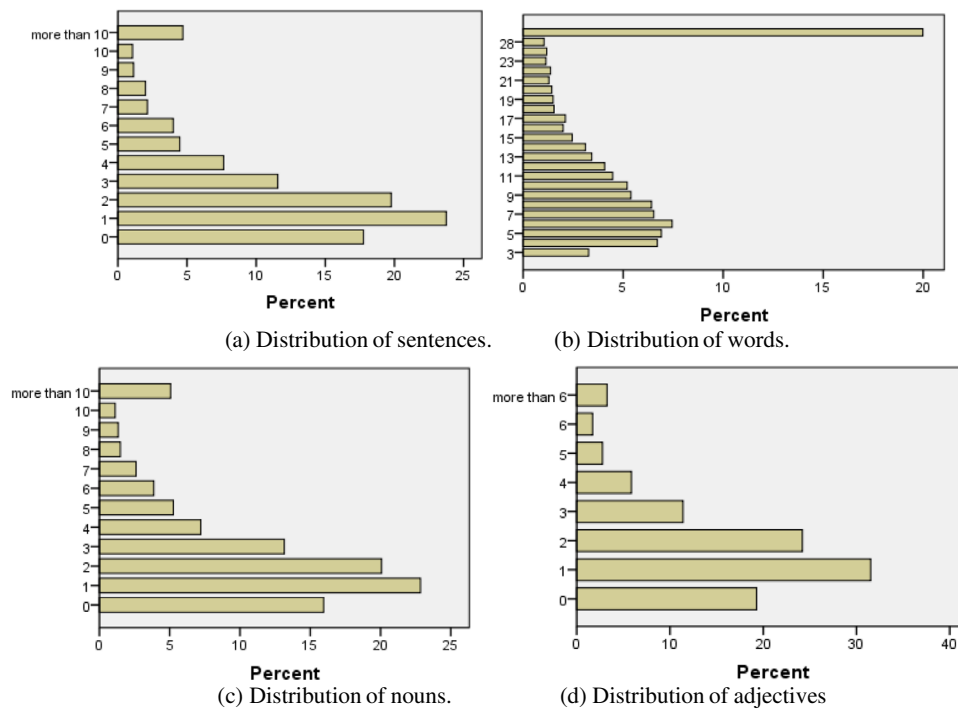 more than 10
10
9
8
7
6
5
4
3
2
1
0
0 5 10 15 20 25
Percent
(a) Distribution of sentences.
28
23
21
19
17
15
13
11
9
7
5
3
0 5 10 15 20
Percent
(b) Distribution of words.
more than 10
10
9
8
7
6
5
4
3
2
1
0
0 5 10 15 20 25
Percent
(c) Distribution of nouns.
more than 6
6
5
4
3
2
1
0
0 10 20 30 40
Percent
(d) Distribution of adjectives